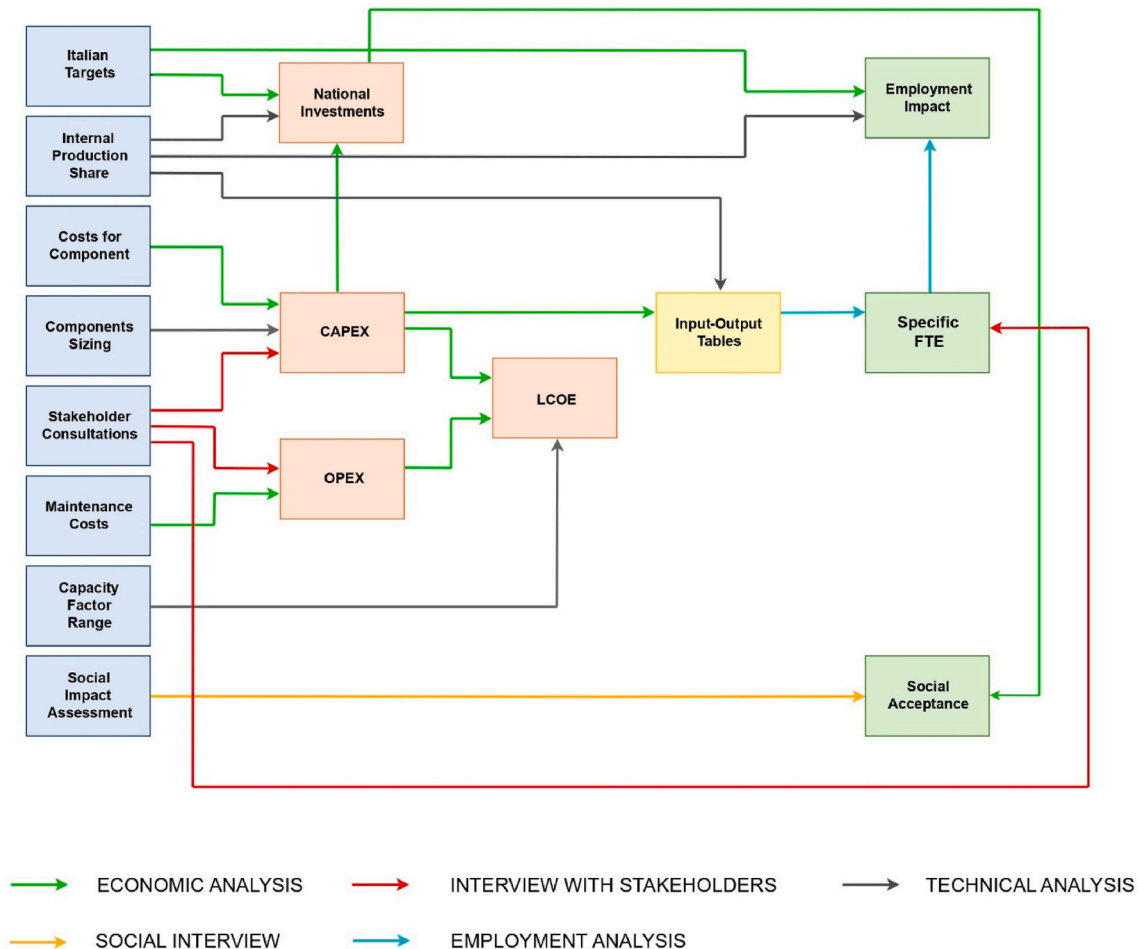 Italian
Targets
National
Investments
Employment
Impact
Internal
Production
Share
Costs for
Component
Components
Sizing
CAPEX
Input-Output
Tables
Specific
FTE
Stakeholder
Consultations
LCOE
OPEX
Maintenance
Costs
Capacity
Factor
Range
Social
Impact
Assessment
Social
Acceptance
ECONOMIC ANALYSIS
INTERVIEW WITH STAKEHOLDERS
TECHNICAL ANALYSIS
SOCIAL INTERVIEW
EMPLOYMENT ANALYSIS